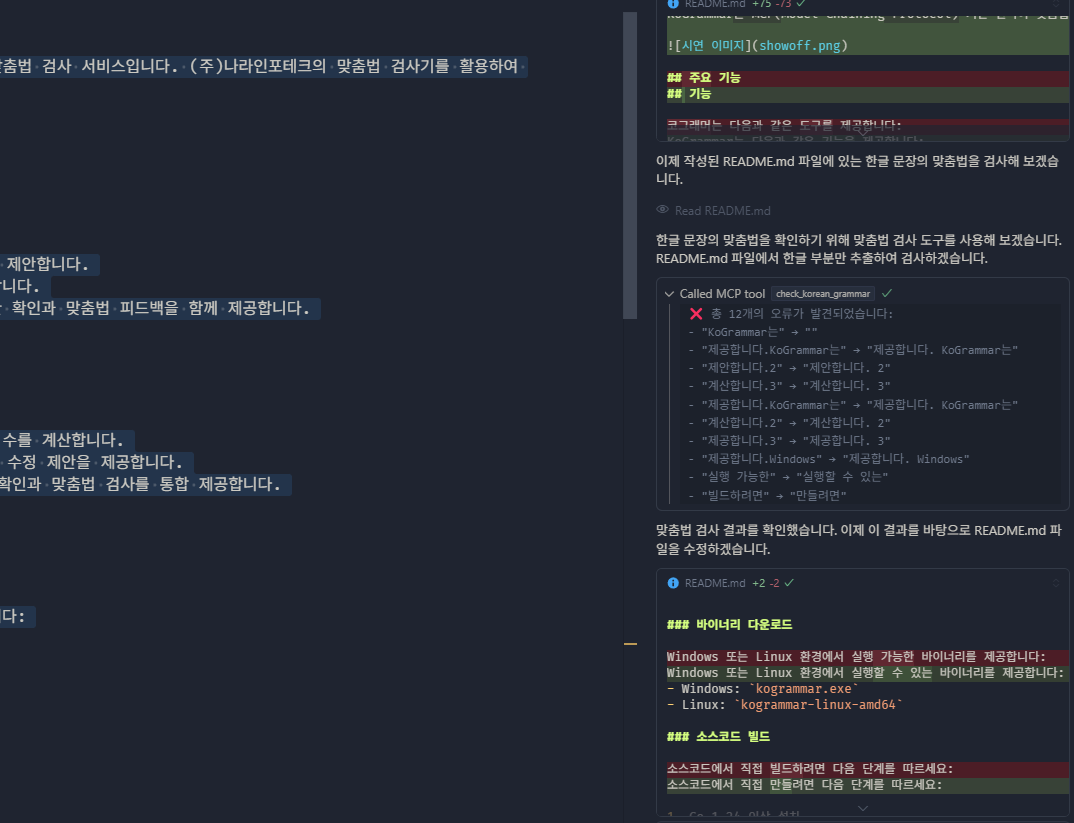 춤법 검사 서비스입니다. (주)나라인포테크의 맞춤법 검사기를 활용하여
제안합니다.
니다.
확인과 맞춤법 피드백을 함께 제공합니다.
수를 계산합니다.
수정 제안을 제공합니다.
확인과 맞춤법 검사를 통합 제공합니다.
다:
README.md +75 -73
![시연 이미지](showoff.png)
## 주요 기능
## 기능
코그래머는 다음과 같은 도구를 제공합니다:
KoGrammar는 다음과 같은 기능을 제공합니다:
이제 작성된 README.md 파일에 있는 한글 문장의 맞춤법을 검사해 보겠습
니다.
Read README.md
한글 문장의 맞춤법을 확인하기 위해 맞춤법 검사 도구를 사용해 보겠습니다.
README.md 파일에서 한글 부분만 추출하여 검사하겠습니다.
Called MCP tool check_korean_grammar
❌ 총 12개의 오류가 발견되었습니다:
- "KoGrammar는" → ""
- "제공합니다.KoGrammar는" → "제공합니다. KoGrammar는"
- "제안합니다.2" → "제안합니다. 2"
- "계산합니다.3" → "계산합니다. 3"
- "제공합니다.KoGrammar는" → "제공합니다. KoGrammar는"
- "계산합니다.2" → "계산합니다. 2"
- "제공합니다.3" → "제공합니다. 3"
- "제공합니다.Windows" → "제공합니다. Windows"
- "실행 가능한" → "실행할 수 있는"
- "빌드하려면" → "만들려면"
맞춤법 검사 결과를 확인했습니다. 이제 이 결과를 바탕으로 README.md 파
일을 수정하겠습니다.
README.md +2 -2
### 바이너리 다운로드
Windows 또는 Linux 환경에서 실행 가능한 바이너리를 제공합니다:
Windows 또는 Linux 환경에서 실행할 수 있는 바이너리를 제공합니다:
- Windows: `kogrammar.exe`
- Linux: `kogrammar-linux-amd64`
### 소스코드 빌드
소스코드에서 직접 빌드하려면 다음 단계를 따르세요:
소스코드에서 직접 만들려면 다음 단계를 따르세요: